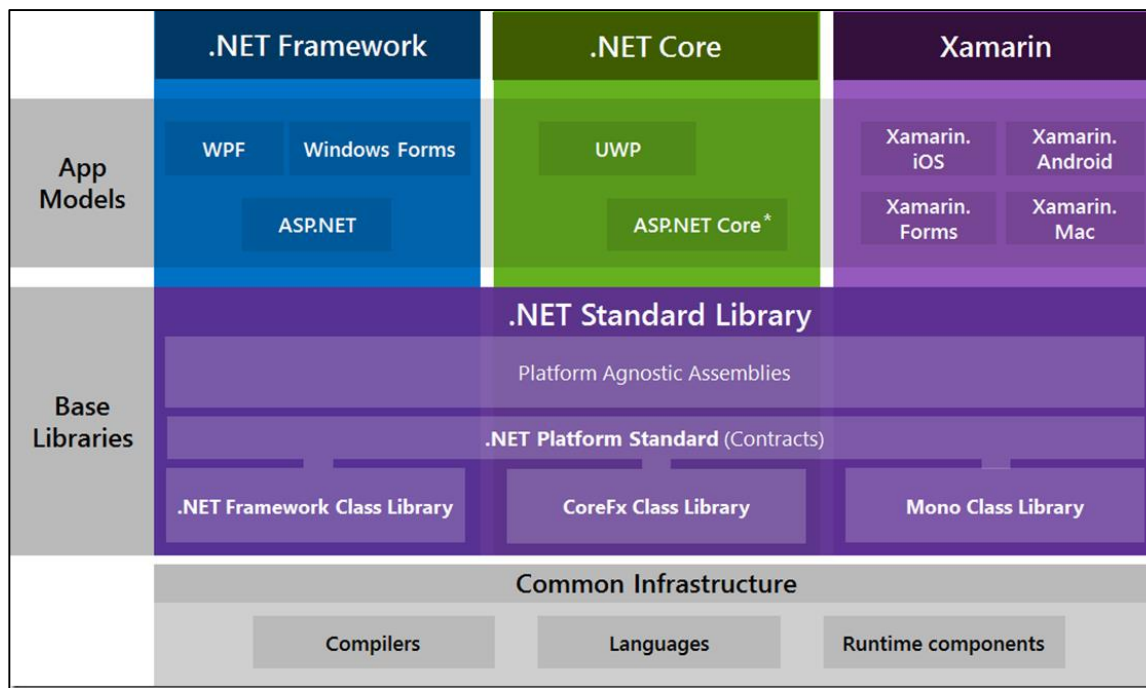 .NET Framework
.NET Core
Xamarin
App
Models
WPF
Windows Forms
ASP.NET
UWP
ASP.NET Core*
Xamarin.
iOS
Xamarin.
Android
Xamarin.
Forms
Xamarin.
Mac
Base
Libraries
.NET Standard Library
Platform Agnostic Assemblies
.NET Platform Standard (Contracts)
.NET Framework Class Library
CoreFx Class Library
Mono Class Library
Common Infrastructure
Compilers
Languages
Runtime components